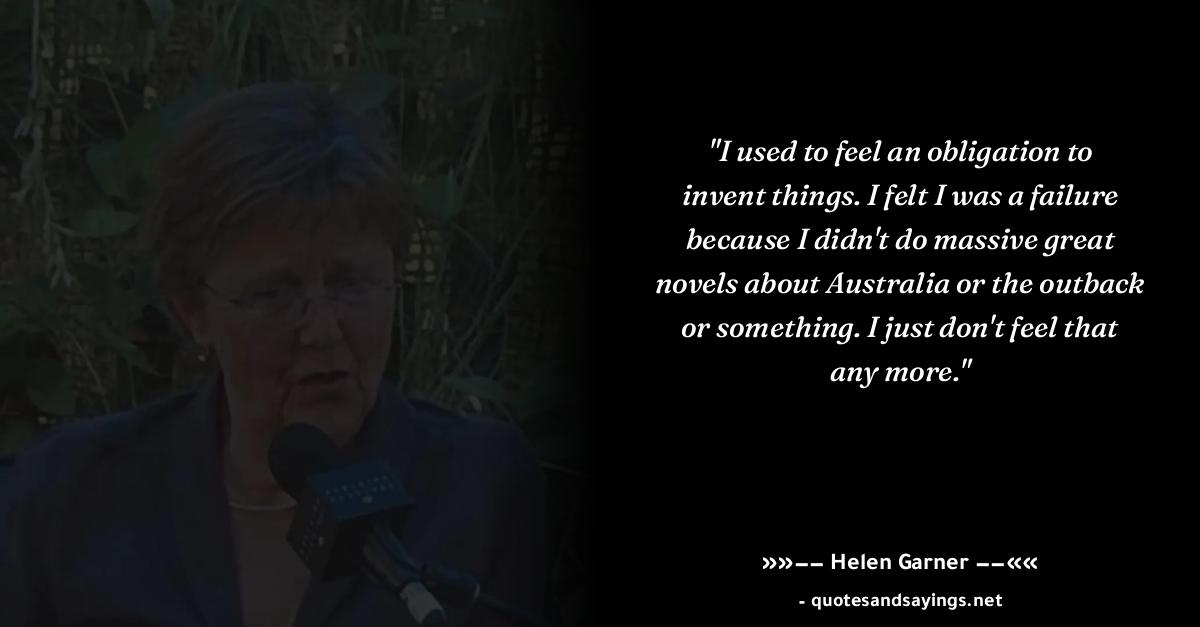 "I used to feel an obligation to
invent things. I felt I was a failure
because I didn't do massive great
novels about Australia or the outback
or something. I just don't feel that
any more."
»»–– Helen Garner ––««
- quotesandsayings.net